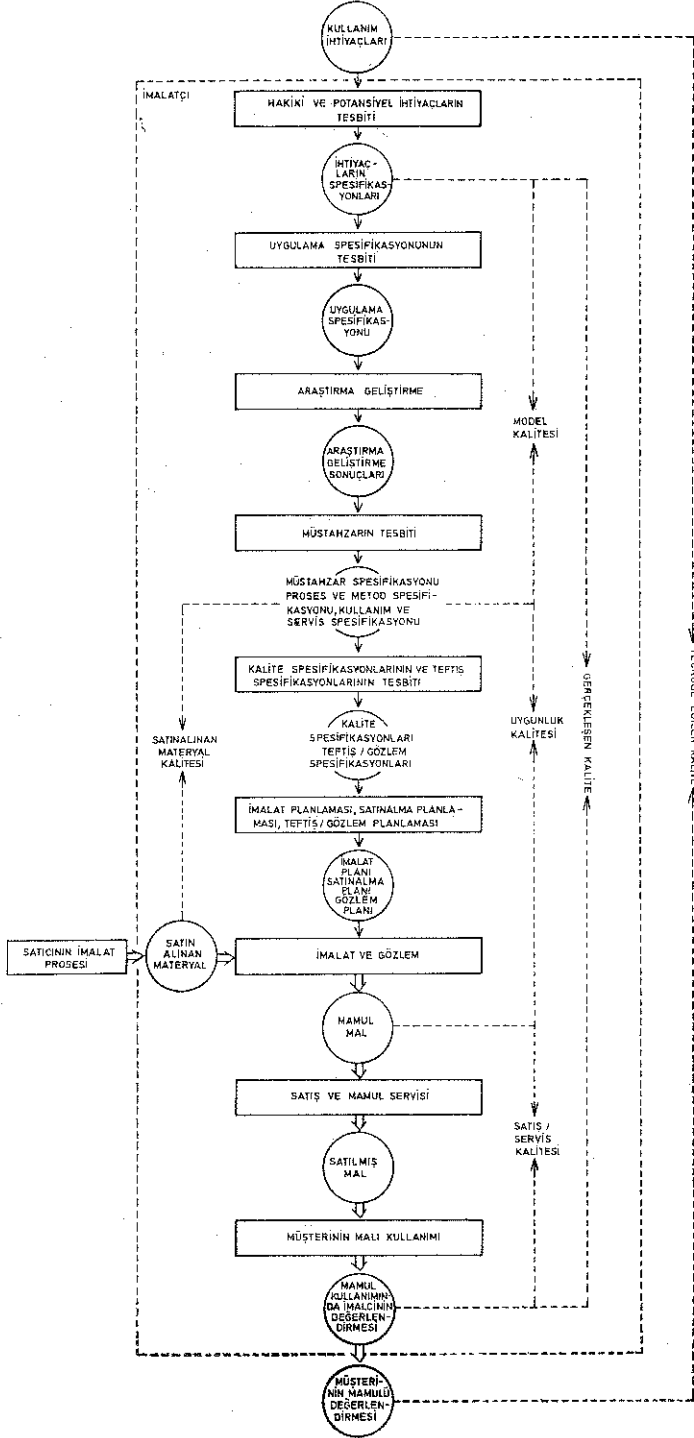 KULLANIM
İHTİYAÇLARI
İMALATÇI
HAKİKİ VE POTANSİYEL İHTİYAÇLARIN
TESBİTİ
İHTİYAÇ-
LARIN
SPESİFİKAS-
YONLARI
UYGULAMA SPESİFİKASYONUNUN
TESBİTİ
UYGULAMA
SPESİFİKAS-
YONU
ARAŞTIRMA GELİŞTİRME
MODEL
KALİTESİ
ARAŞTIRMA
GELİŞTİRME
SONUÇLARI
MÜSTAHZARIN TESBİTİ
MÜSTAHZAR SPESİFİKASYONU
PROSES VE METOD SPESİFİ-
KASYONU, KULLANIM VE
SERVİS SPESİFİKASYONU
KALİTE SPESİFİKASYONLARININ VE TEFTİŞ
SPESİFİKASYONLARININ TESBİTİ
GERÇEKLEŞEN KALİTE
KALİTE
SPESİFİKASYONLARI
TEFTİŞ / GÖZLEM
SPESİFİKASYONLARI
UYGUNLUK
KALİTESİ
SATINALINAN
MATERYAL
KALİTESİ
İMALAT PLANLAMASI, SATINALMA PLANLA-
MASI, TEFTİŞ / GÖZLEM PLANLAMASI
İMALAT
PLANI
SATINALMA
PLANI
GÖZLEM
PLANI
SATICININ İMALAT
PROSESİ
SATIN
ALINAN
MATERYAL
İMALAT VE GÖZLEM
MAMUL
MAL
SATIŞ VE MAMUL SERVİSİ
SATIŞ /
SERVİS
KALİTESİ
SATILMIŞ
MAL
MÜŞTERİNİN MALI KULLANIMI
MAMUL
KULLANIMIN-
DA İMALCİNİN
DEĞERLEN-
DİRMESİ
MÜŞTERİ-
NİN MAMULÜ
DEĞERLEN-
DİRMESİ